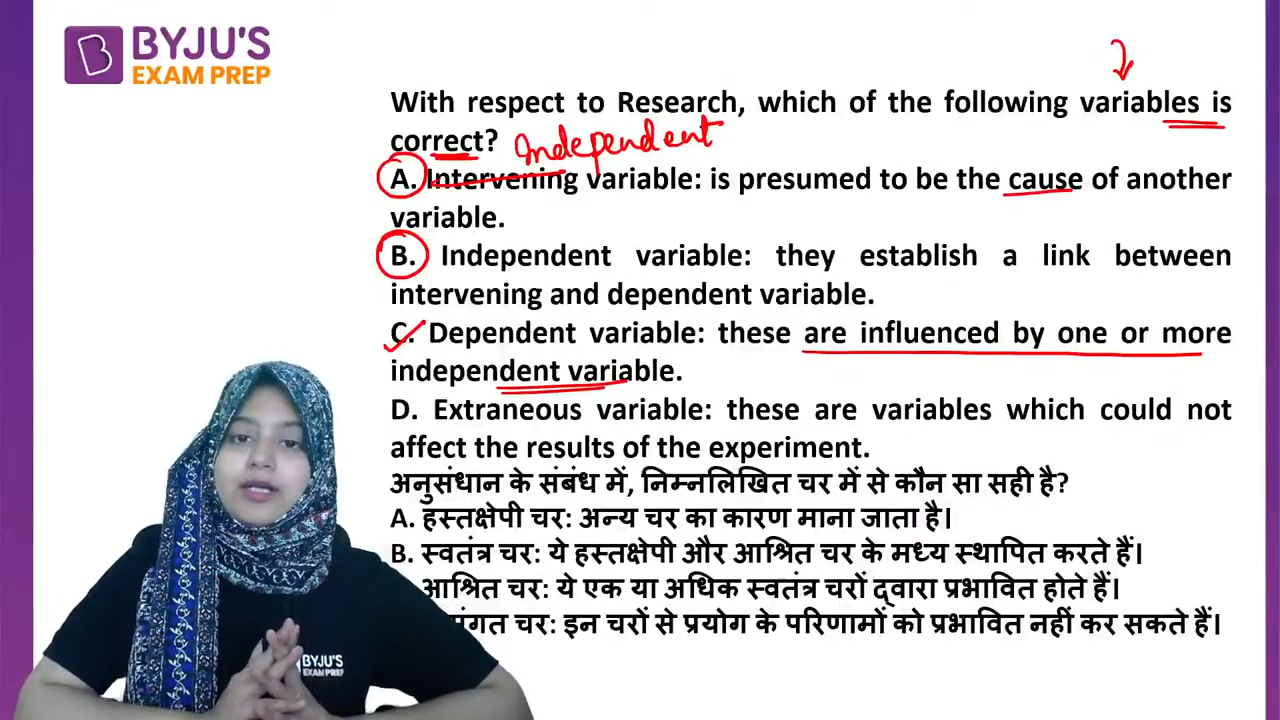 BYJU'S
EXAM PREP
With respect to Research, which of the following variables is
correct? Independent
A. Intervening variable: is presumed to be the cause of another
variable.
B. Independent variable: they establish a link between
intervening and dependent variable.
C. Dependent variable: these are influenced by one or more
independent variable.
D. Extraneous variable: these are variables which could not
affect the results of the experiment.
अनुसंधान के संबंध में, निम्नलिखित चर में से कौन सा सही है?
A. हस्तक्षेपी चर: अन्य चर का कारण माना जाता है।
B. स्वतंत्र चर: ये हस्तक्षेपी और आश्रित चर के मध्य स्थापित करते हैं।
आश्रित चर: ये एक या अधिक स्वतंत्र चरों द्वारा प्रभावित होते हैं।
चर: इन चरों से प्रयोग के परिणामों को प्रभावित नहीं कर सकते हैं।
BYJU'S
EXAM PREP